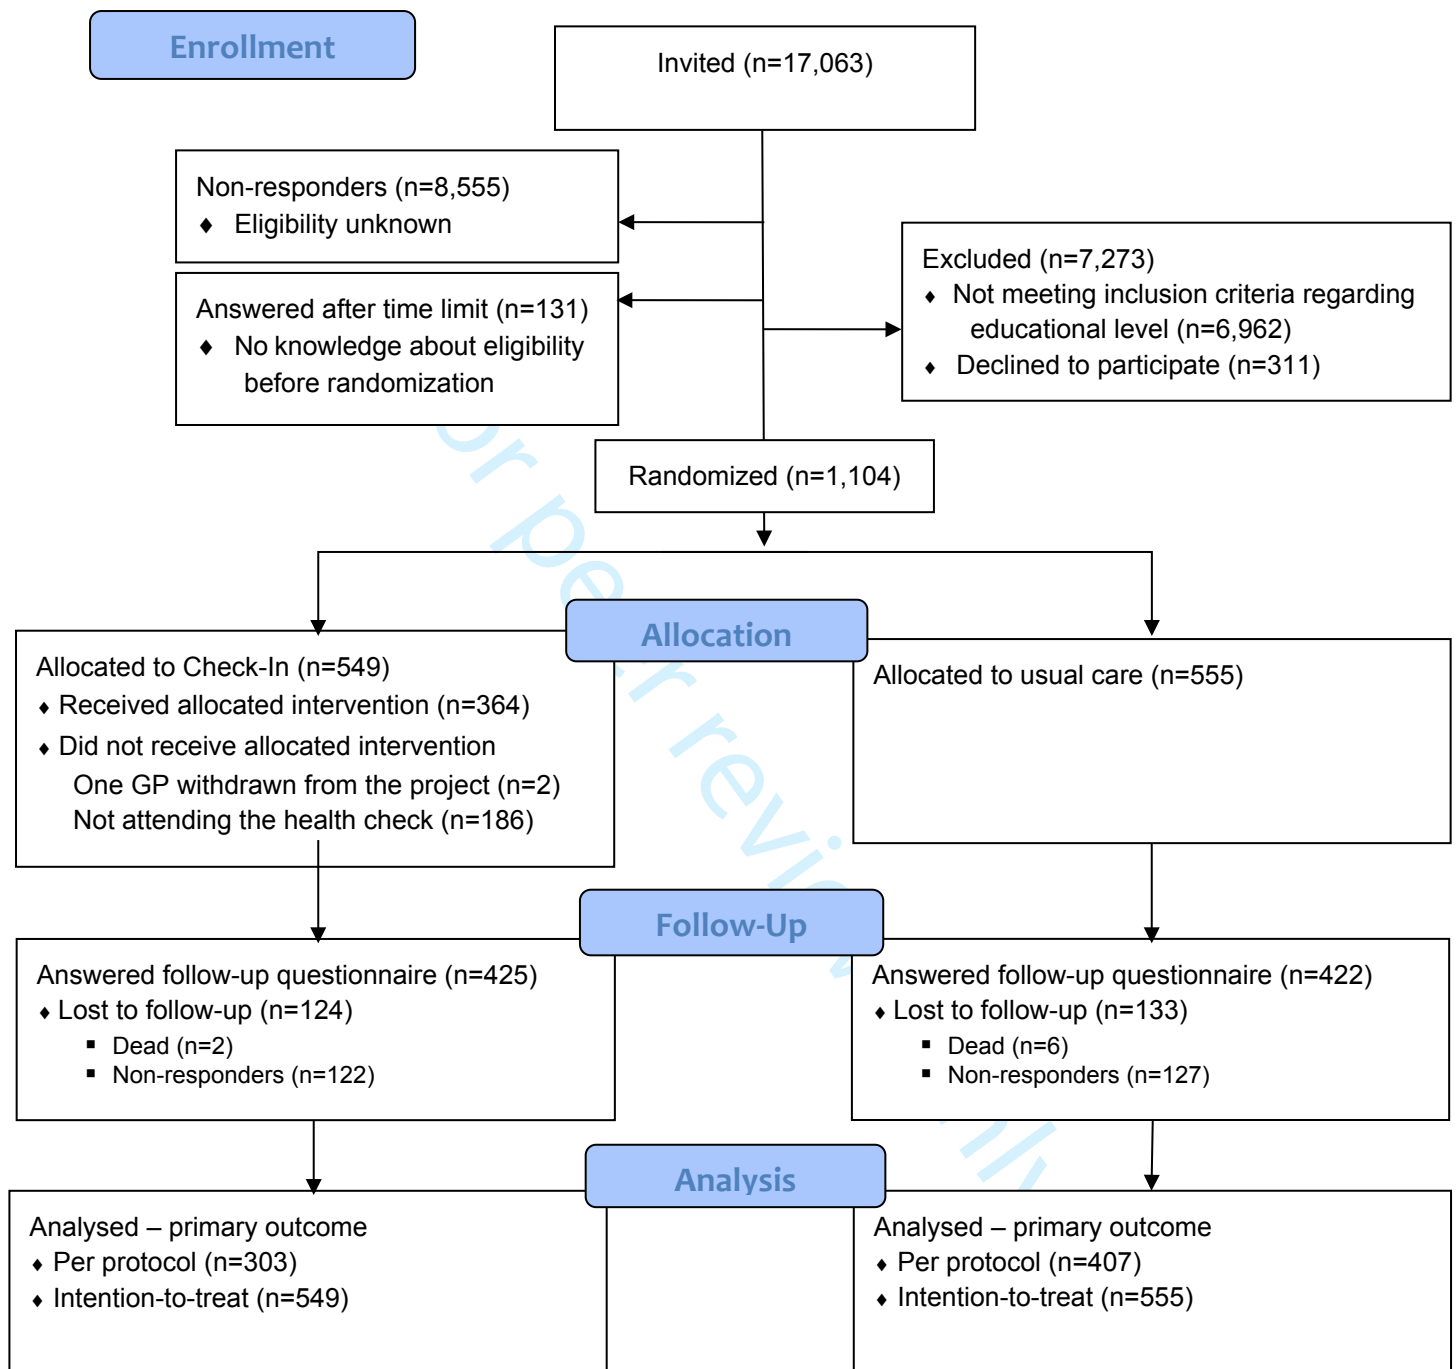 Enrollment
Invited (n=17,063)
Non-responders (n=8,555)
♦ Eligibility unknown
Answered after time limit (n=131)
♦ No knowledge about eligibility
before randomization
Excluded (n=7,273)
♦ Not meeting inclusion criteria regarding
educational level (n=6,962)
♦ Declined to participate (n=311)
Randomized (n=1,104)
Allocation
Allocated to Check-In (n=549)
♦ Received allocated intervention (n=364)
♦ Did not receive allocated intervention
One GP withdrawn from the project (n=2)
Not attending the health check (n=186)
Allocated to usual care (n=555)
Follow-Up
Answered follow-up questionnaire (n=425)
♦ Lost to follow-up (n=124)
▪ Dead (n=2)
▪ Non-responders (n=122)
Answered follow-up questionnaire (n=422)
♦ Lost to follow-up (n=133)
▪ Dead (n=6)
▪ Non-responders (n=127)
Analysis
Analysed – primary outcome
♦ Per protocol (n=303)
♦ Intention-to-treat (n=549)
Analysed – primary outcome
♦ Per protocol (n=407)
♦ Intention-to-treat (n=555)